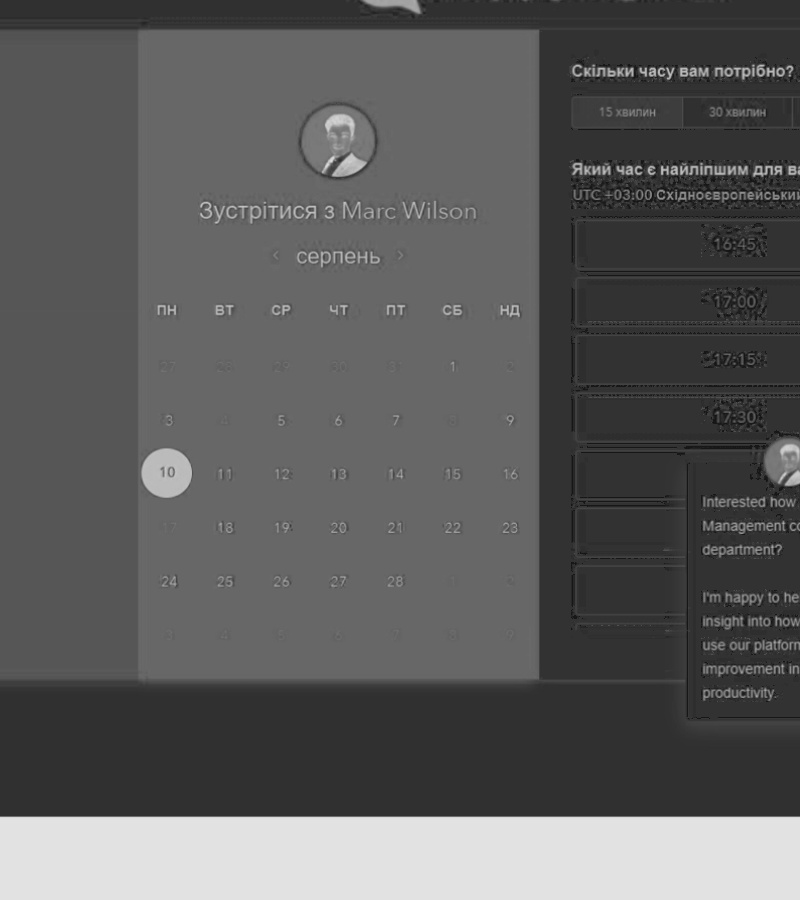 Скільки часу вам потрібно?
15 хвилин 30 хвилин
Який час є найліпшим для ва
UTC +03:00 Східноєвропейськи
16:45
17:00
17:15
17:30
Зустрітися з Marc Wilson
< серпень >
ПН ВТ СР ЧТ ПТ СБ НД
27 28 29 30 31 1 2
3 4 5 6 7 8 9
10 11 12 13 14 15 16
17 18 19 20 21 22 23
24 25 26 27 28
3 4 5 6 7 8 9
Interested how
Management co
department?
I'm happy to he
insight into how
use our platforn
improvement in
productivity.